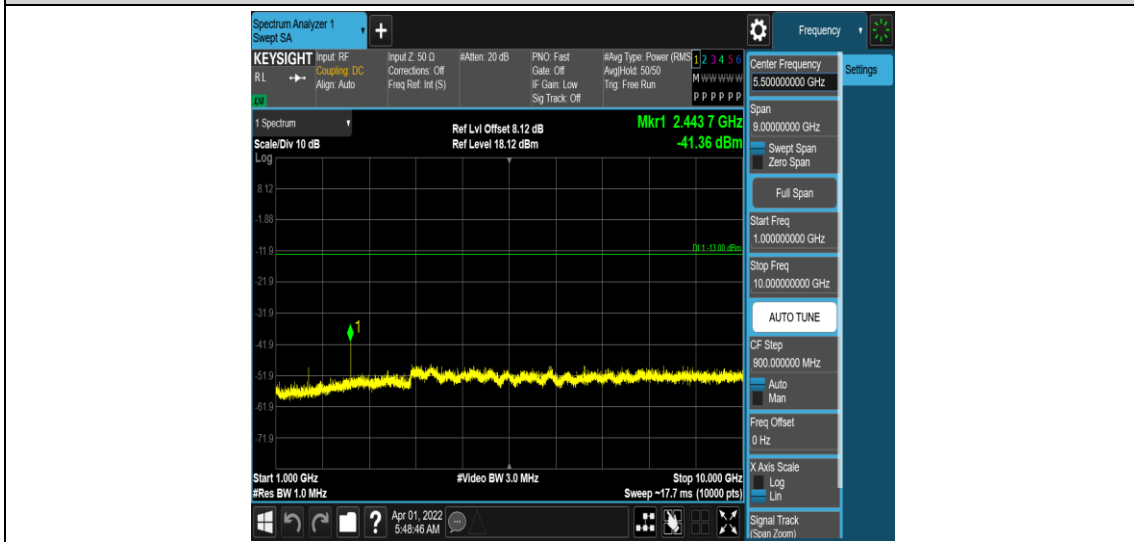 Spectrum Analyzer 1
Swept SA
+
Frequency
KEYSIGHT
RL
LXI
Input: RF
Coupling: DC
Align: Auto
Input Z: 50 Ω
Corrections: Off
Freq Ref: Int (S)
#Atten: 20 dB
PNO: Fast
Gate: Off
IF Gain: Low
Sig Track: Off
#Avg Type: Power (RMS
Avg|Hold: 50/50
Trig: Free Run
1 2 3 4 5 6
M W W W W W
P P P P P P
1 Spectrum
Scale/Div 10 dB
Log
Ref Lvl Offset 8.12 dB
Ref Level 18.12 dBm
Mkr1 2.443 7 GHz
-41.36 dBm
8.12
-1.88
-11.9
DL1 -13.00 dBm
-21.9
-31.9
1
-41.9
-51.9
-61.9
-71.9
Start 1.000 GHz
#Res BW 1.0 MHz
#Video BW 3.0 MHz
Stop 10.000 GHz
Sweep ~17.7 ms (10000 pts)
?
Apr 01, 2022
5:48:46 AM
Center Frequency
5.500000000 GHz
Settings
Span
9.00000000 GHz
Swept Span
Zero Span
Full Span
Start Freq
1.000000000 GHz
Stop Freq
10.000000000 GHz
AUTO TUNE
CF Step
900.000000 MHz
Auto
Man
Freq Offset
0 Hz
X Axis Scale
Log
Lin
Signal Track
(Span Zoom)